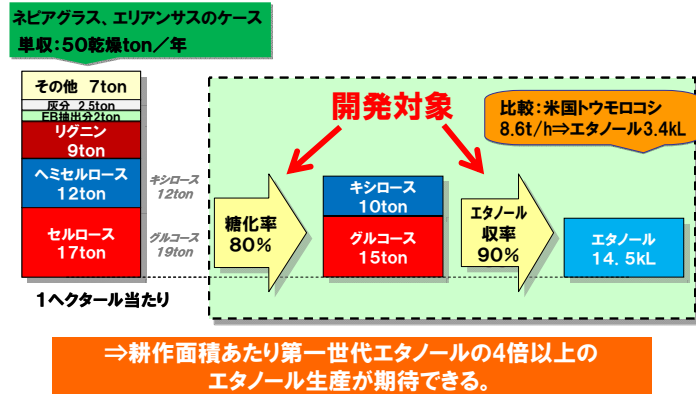 ネピアグラス、エリアンサスのケース
単収：50乾燥ton／年
その他 7ton
灰分 2.5ton
EB抽出分2ton
リグニン
9ton
ヘミセルロース
12ton
セルロース
17ton
キシロース
12ton
グルコース
19ton
1ヘクタール当たり
開発対象
比較：米国トウモロコシ
8.6t/h⇒エタノール3.4kL
糖化率
80%
キシロース
10ton
グルコース
15ton
エタノール
収率
90%
エタノール
14．5kL
⇒耕作面積あたり第一世代エタノールの4倍以上の
エタノール生産が期待できる。